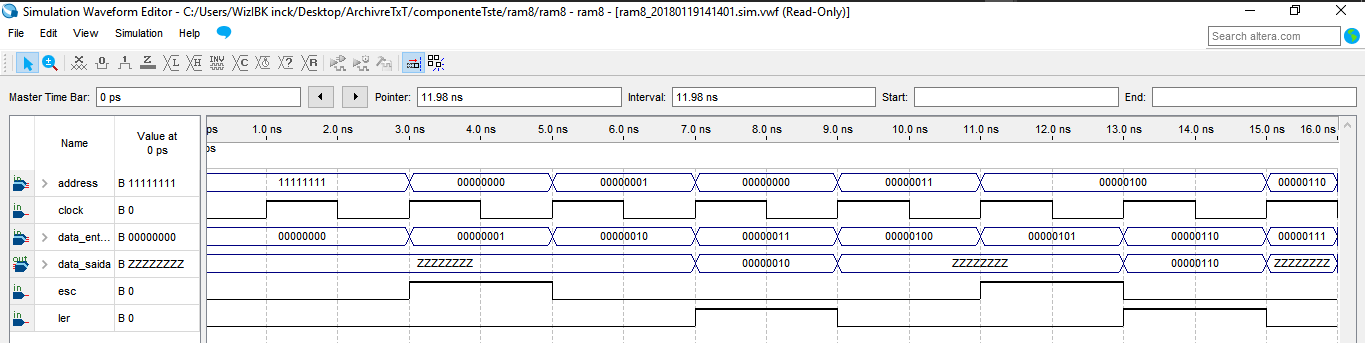 Simulation Waveform Editor - C:/Users/WizIBK inck/Desktop/ArchivreTxT/componenteTste/ram8/ram8 - ram8 - [ram8_20180119141401.sim.vwf (Read-Only)]
File Edit View Simulation Help
Search altera.com
Master Time Bar: 0 ps Pointer: 11.98 ns Interval: 11.98 ns Start: End:
Name Value at 0 ps
ps 1.0 ns 2.0 ns 3.0 ns 4.0 ns 5.0 ns 6.0 ns 7.0 ns 8.0 ns 9.0 ns 10.0 ns 11.0 ns 12.0 ns 13.0 ns 14.0 ns 15.0 ns 16.0 ns
ps
in address B 11111111 11111111 00000000 00000001 00000000 00000011 00000100 00000110
in clock B 0
in data_ent... B 00000000 00000000 00000001 00000010 00000011 00000100 00000101 00000110 00000111
out data_saida B ZZZZZZZZ ZZZZZZZZ 00000010 ZZZZZZZZ 00000110 ZZZZZZZZ
in esc B 0
in ler B 0